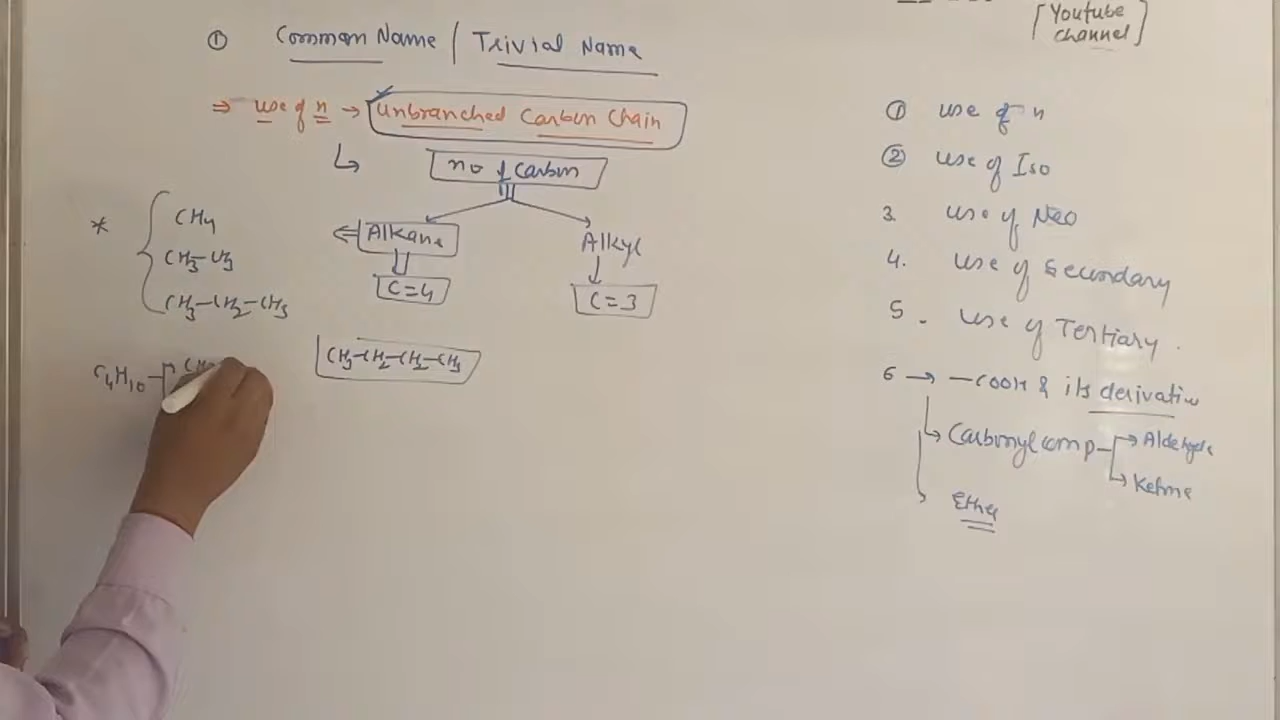 ① Common Name / Trivial Name
⇒ use of n → Unbranched Carbon Chain
↳ no of Carbon
* CH4
CH3-CH3
CH3-CH2-CH3
⇐ Alkane
C=4
Alkyl
C=3
C4H10
CH3-CH2-CH2-CH3
[Youtube channel]
① use of n
② use of Iso
3. use of Neo
4. use of Secondary
5. use of Tertiary.
6 → -COOH & its derivative
↳ Carbonyl comp → Aldehyde
→ Ketone
Ether